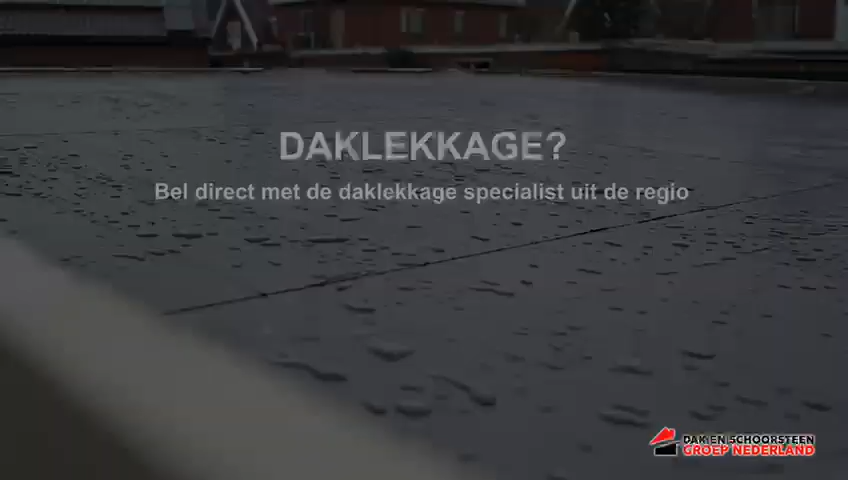 DAKLEKKAGE?
Bel direct met de daklekkage specialist uit de regio
DAK EN SCHOORSTEEN
GROEP NEDERLAND